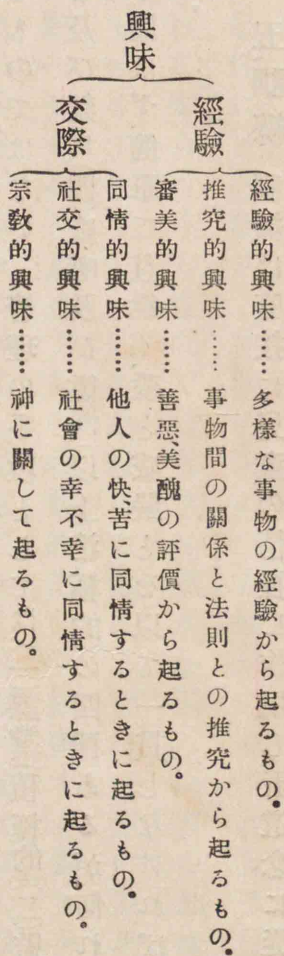 興味
經驗
經驗的興味……多樣な事物の經驗から起るもの。
推究的興味……事物間の關係と法則との推究から起るもの。
審美的興味……善惡、美醜の評價から起るもの。
交際
同情的興味……他人の快、苦に同情するときに起るもの。
社交的興味……社會の幸不幸に同情するときに起るもの。
宗敎的興味……神に關して起るもの。